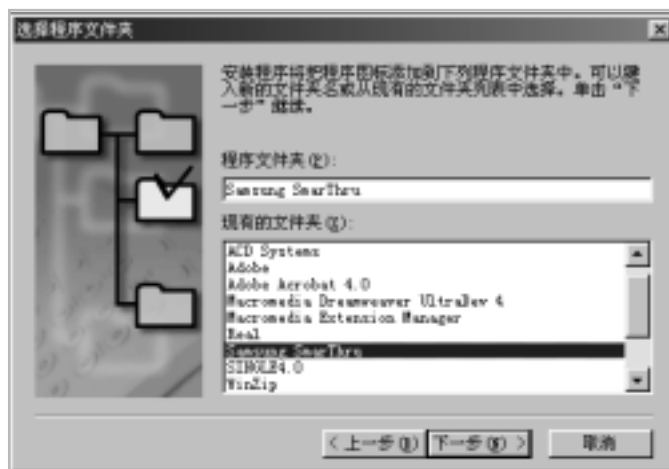 选择程序文件夹
安装程序将把程序图标添加到下列程序文件夹中。可以键
入新的文件夹名或从现有的文件夹列表中选择。单击“下
一步”继续。
程序文件夹(P):
Samsung SmarThru
现有的文件夹(X):
ACD Systems
Adobe
Adobe Acrobat 4.0
Macromedia Dreamweaver UltraDev 4
Macromedia Extension Manager
Real
Samsung SmarThru
SINGLE4.0
WinZip
< 上一步(B) 下一步(N) > 取消